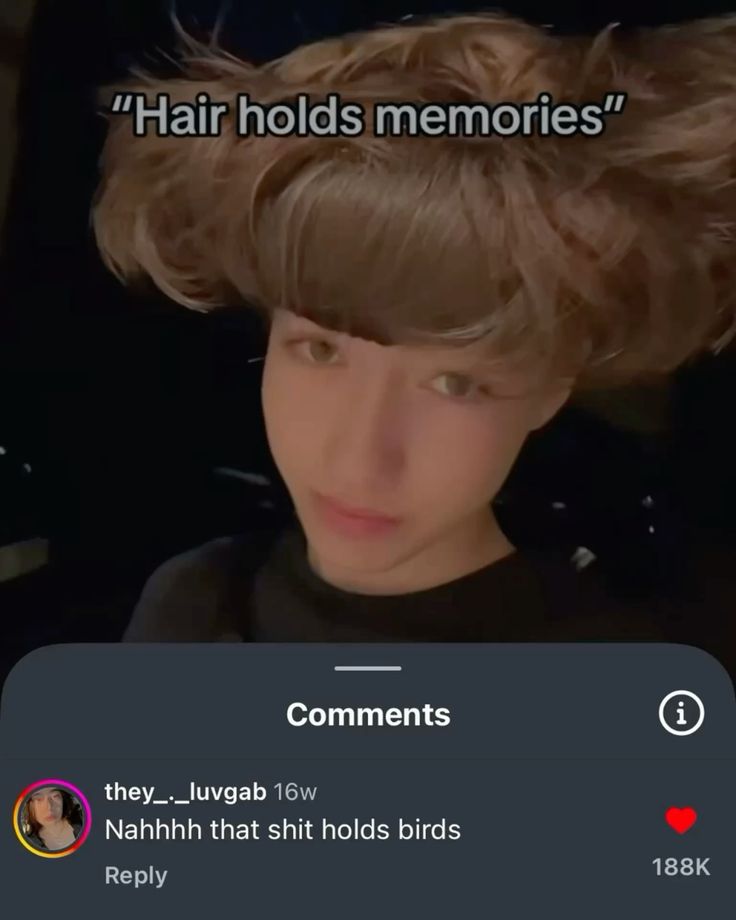 "Hair holds memories"
Comments
they_._luvgab 16w
Nahhhh that shit holds birds
188K
Reply